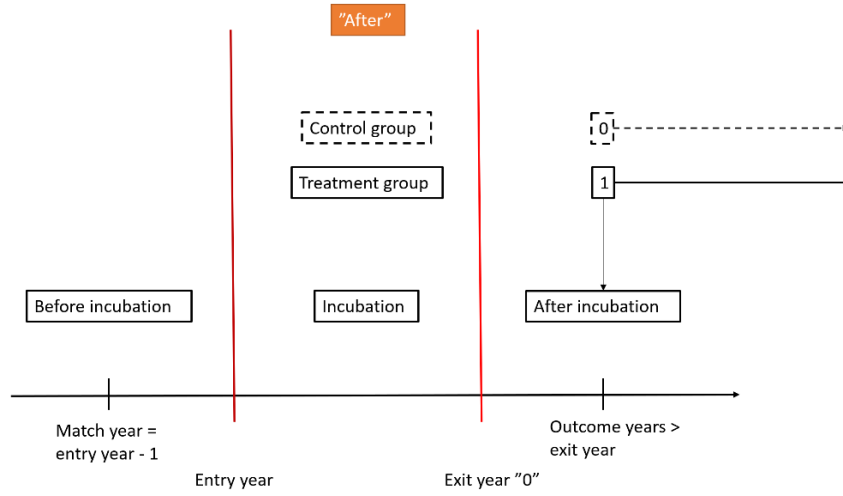 ”After”
Control group
0
Treatment group
1
Before incubation
Incubation
After incubation
Match year =
entry year - 1
Outcome years >
exit year
Entry year
Exit year ”0”